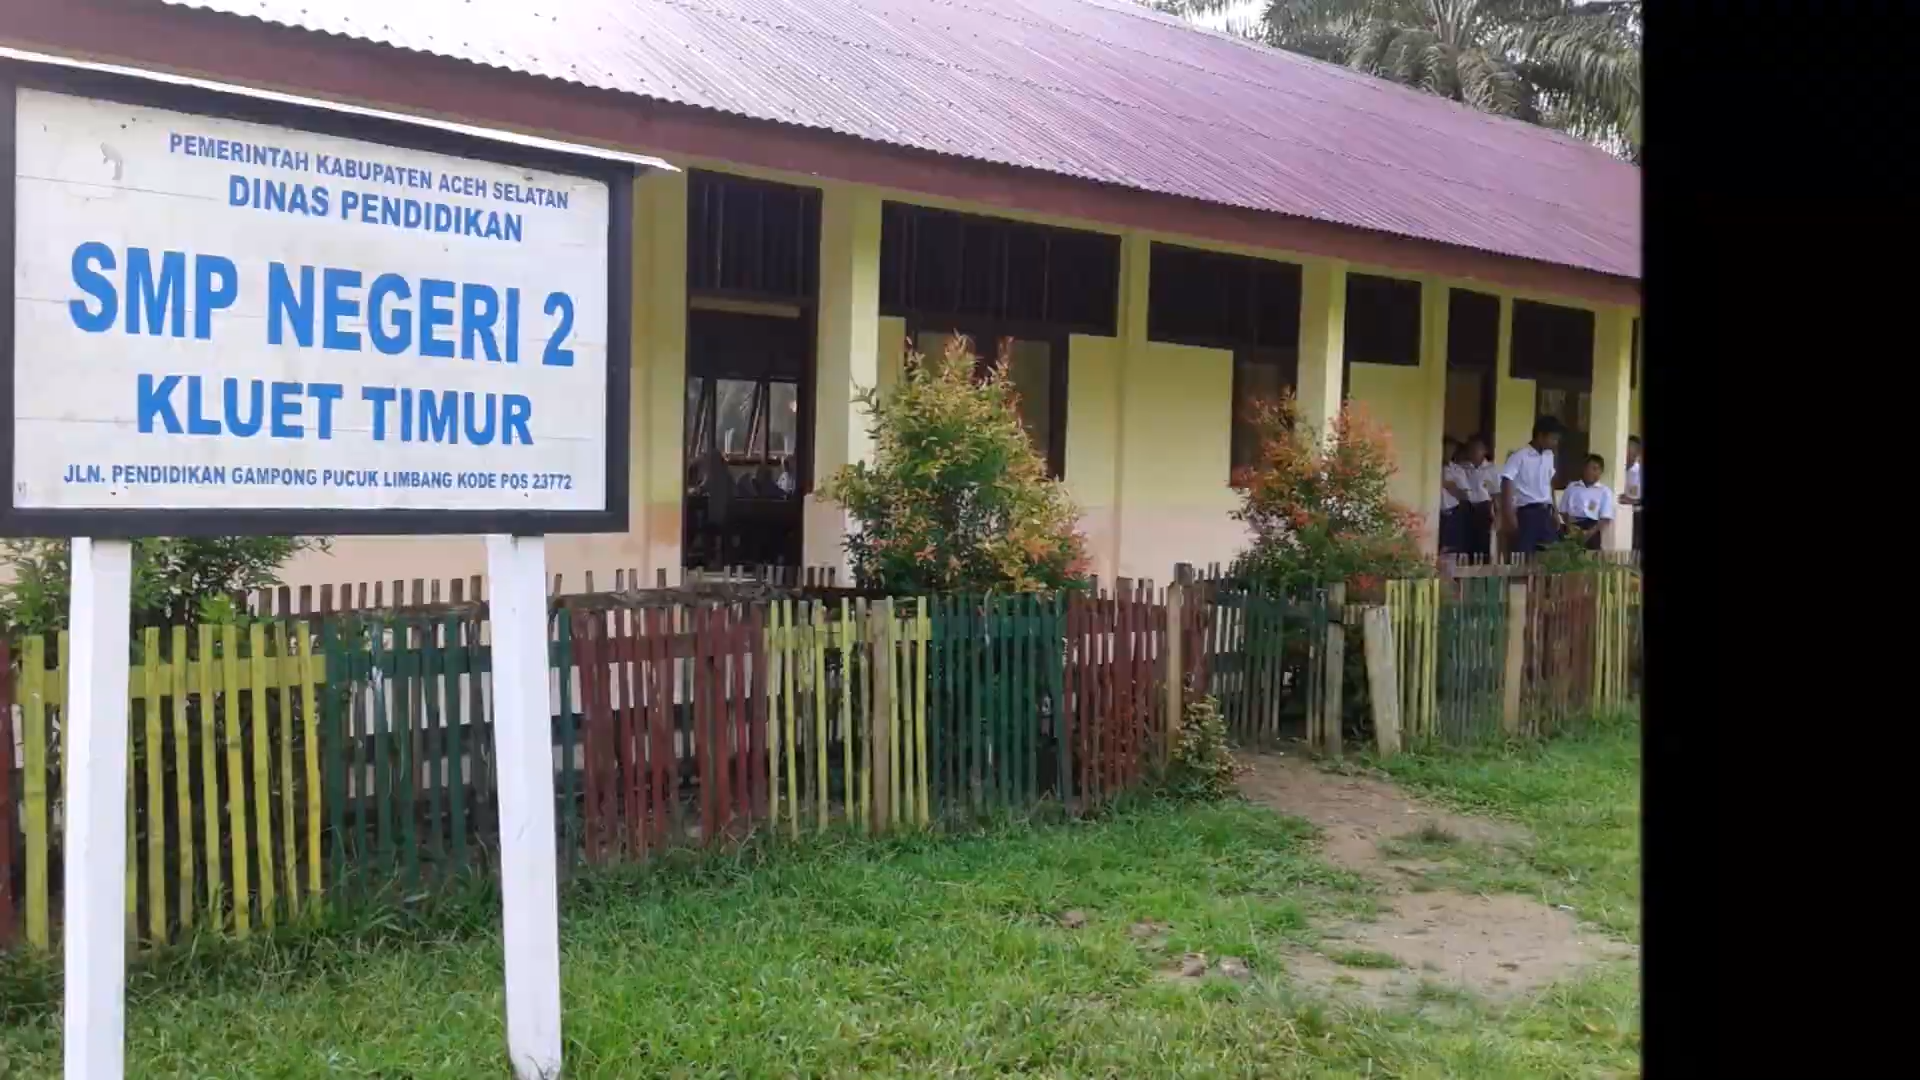 PEMERINTAH KABUPATEN ACEH SELATAN
DINAS PENDIDIKAN
SMP NEGERI 2
KLUET TIMUR
JLN. PENDIDIKAN GAMPONG PUCUK LIMBANG KODE POS 23772